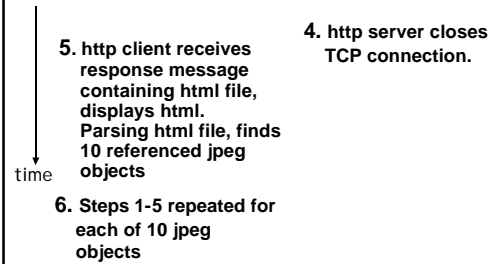 4. http server closes
TCP connection.
5. http client receives
response message
containing html file,
displays html.
Parsing html file, finds
10 referenced jpeg
objects
time
6. Steps 1-5 repeated for
each of 10 jpeg
objects